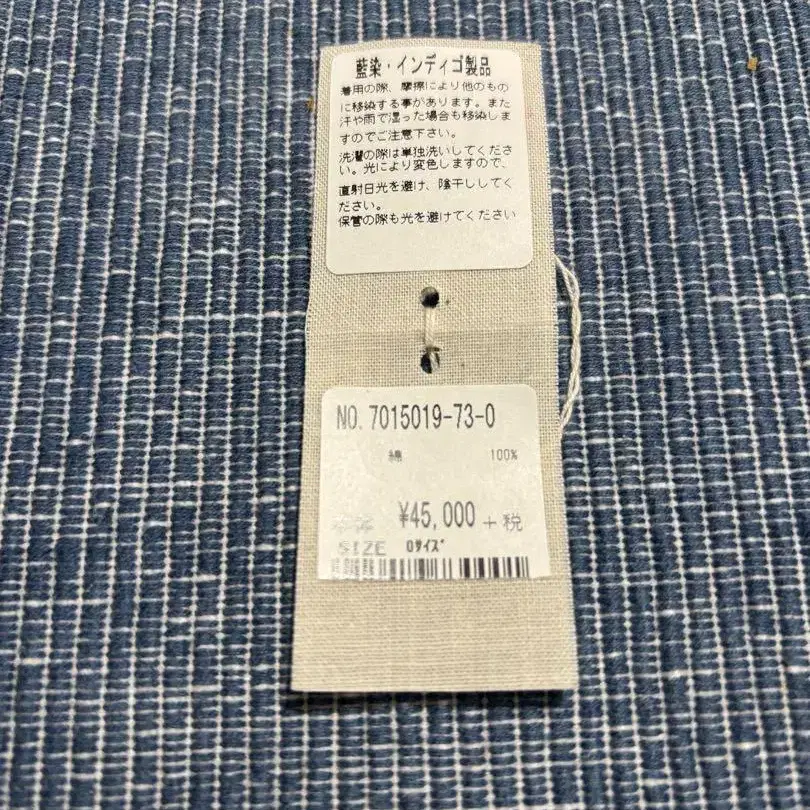 藍染・インディゴ製品
着用の際、摩擦により他のもの
に移染する事があります。また
汗や雨で湿った場合も移染しま
すのでご注意下さい。
洗濯の際は単独洗いしてくださ
い。光により変色しますので、
直射日光を避け、陰干ししてく
ださい。
保管の際も光を避けてください
NO. 7015019-73-0
綿 100%
¥45,000 +税
SIZE 0サイズ